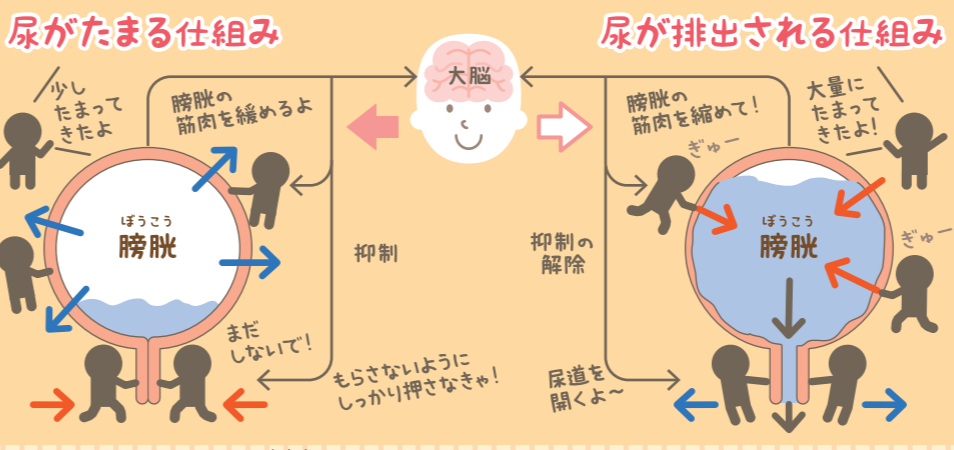 尿がたまる仕組み
尿が排出される仕組み
大脳
少し
たまって
きたよ
膀胱の
筋肉を緩めるよ
ぼうこう
膀胱
抑制
まだ
しないで!
もらさないように
しっかり押さなきゃ!
膀胱の
筋肉を縮めて!
大量に
たまって
きたよ!
ぎゅー
ぼうこう
膀胱
ぎゅー
抑制の
解除
尿道を
開くよ〜